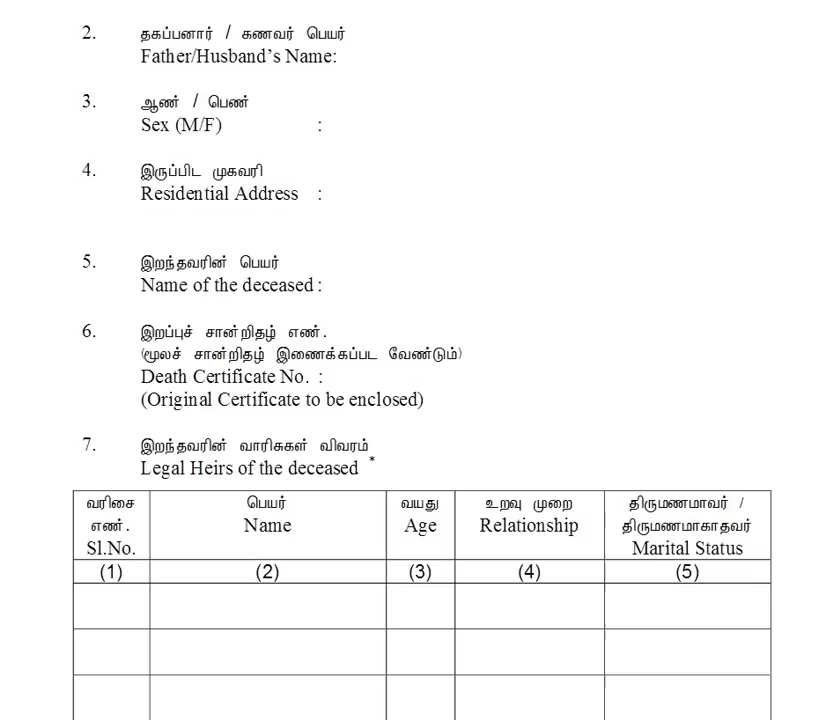 2. தகப்பனார் / கணவர் பெயர்
Father/Husband’s Name:
3. ஆண் / பெண்
Sex (M/F) :
4. இருப்பிட முகவரி
Residential Address :
5. இறந்தவரின் பெயர்
Name of the deceased :
6. இறப்புச் சான்றிதழ் எண்.
(மூலச் சான்றிதழ் இணைக்கப்பட வேண்டும்)
Death Certificate No. :
(Original Certificate to be enclosed)
7. இறந்தவரின் வாரிசுகள் விவரம்
Legal Heirs of the deceased *
வரிசை பெயர் வயது உறவு முறை திருமணமாவர் /
எண். Name Age Relationship திருமணமாகாதவர்
Sl.No. Marital Status
(1) (2) (3) (4) (5)